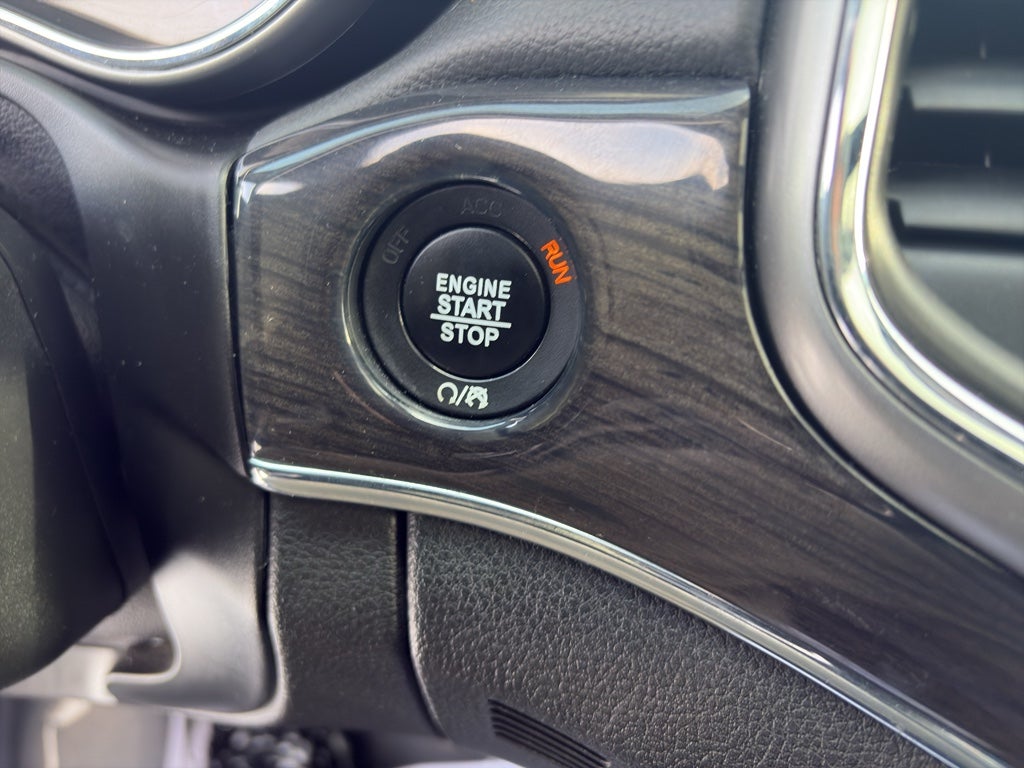 ACC
OFF
RUN
ENGINE
START
STOP